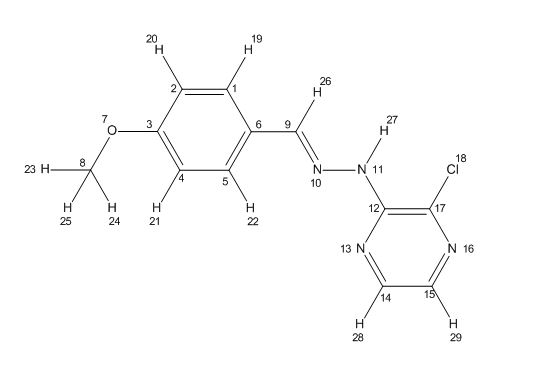 20 19
H H
2 1
26
H
7
O 3 6 9
27
H
18
Cl
23 H 8
4 5
N 10
N 11
H H
25 24
H H
21 22
12 17
13 N N 16
14 15
H H
28 29